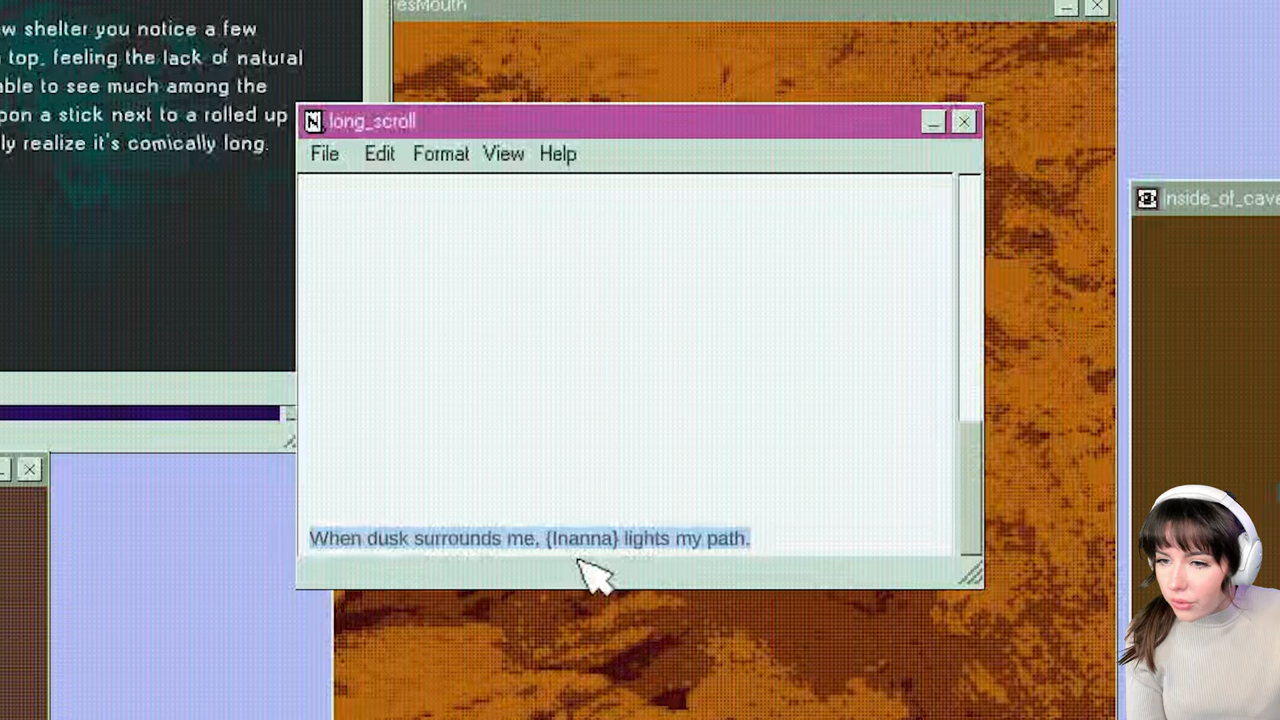 esMouth
w shelter you notice a few
top, feeling the lack of natural
able to see much among the
pon a stick next to a rolled up
ly realize it's comically long.
long_scroll
File Edit Format View Help
Inside_of_cave
When dusk surrounds me, {Inanna} lights my path.